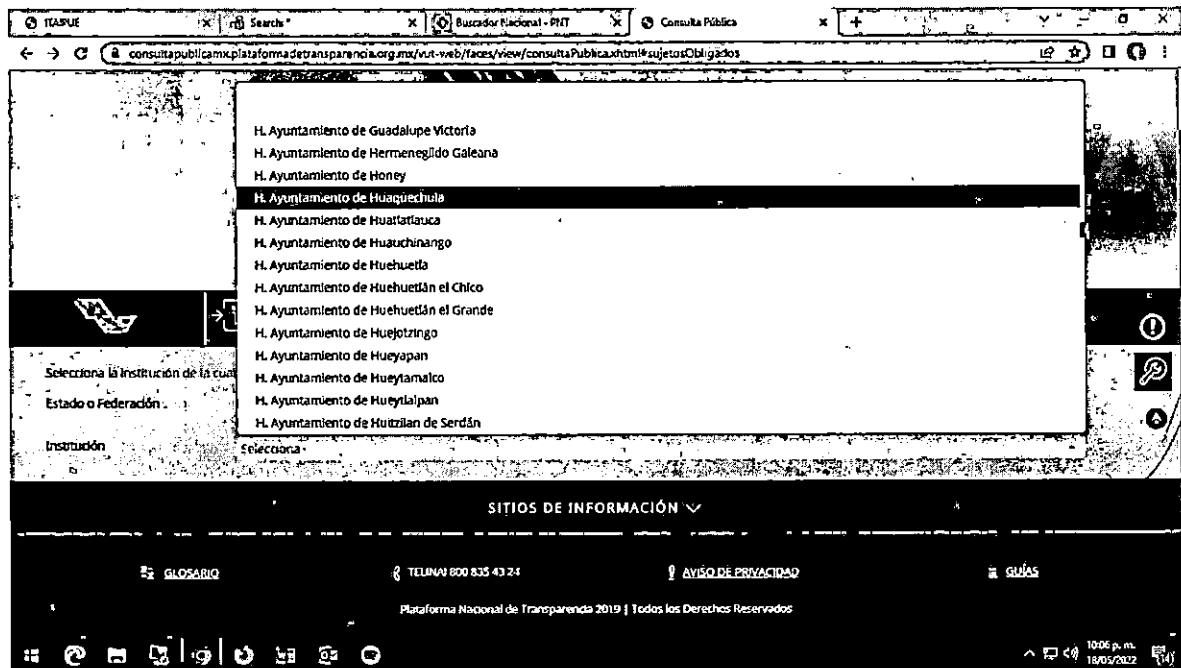 ITAIPUE
Search *
Buscador Nacional - PNT
Consulta Pública
consultapublicamx.plataformadetransparencia.org.mx/vut-web/faces/view/consultaPublica.xhtml#sujetosObligados
H. Ayuntamiento de Guadalupe Victoria
H. Ayuntamiento de Hermenegildo Galeana
H. Ayuntamiento de Honey
H. Ayuntamiento de Huaquechula
H. Ayuntamiento de Huatlatlauca
H. Ayuntamiento de Huauchinango
H. Ayuntamiento de Huehuetla
H. Ayuntamiento de Huehuetlán el Chico
H. Ayuntamiento de Huehuetlán el Grande
H. Ayuntamiento de Huejotzingo
H. Ayuntamiento de Hueyapan
H. Ayuntamiento de Hueytamalco
H. Ayuntamiento de Hueytlalpan
H. Ayuntamiento de Huitzilan de Serdán
Selecciona la institución de la cual
Estado o Federación
Institución
Selecciona
SITIOS DE INFORMACIÓN
GLOSARIO
TELINAI 800 835 43 24
AVISO DE PRIVACIDAD
GUÍAS
Plataforma Nacional de Transparencia 2019 | Todos los Derechos Reservados
10:06 p. m.
18/05/2022